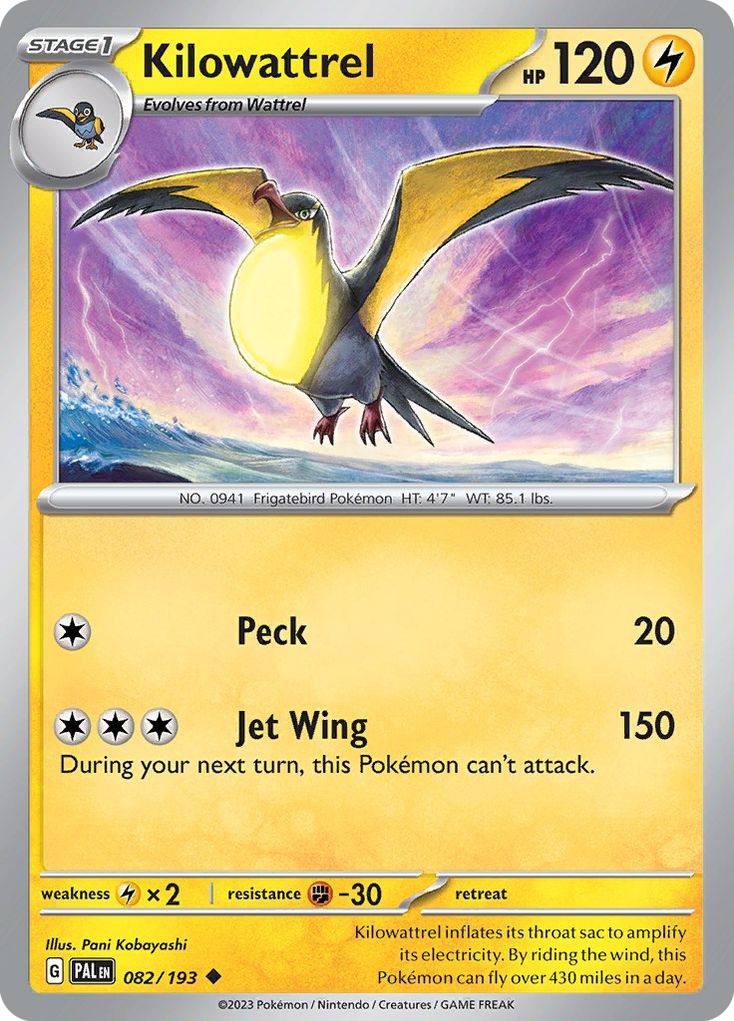 STAGE1
Kilowattrel
HP 120
Evolves from Wattrel
NO. 0941 Frigatebird Pokémon HT: 4'7" WT: 85.1 lbs.
Peck 20
Jet Wing 150
During your next turn, this Pokémon can't attack.
weakness ×2 resistance -30 retreat
Illus. Pani Kobayashi
Kilowattrel inflates its throat sac to amplify
its electricity. By riding the wind, this
Pokémon can fly over 430 miles in a day.
G PAL EN 082/193
©2023 Pokémon / Nintendo / Creatures / GAME FREAK